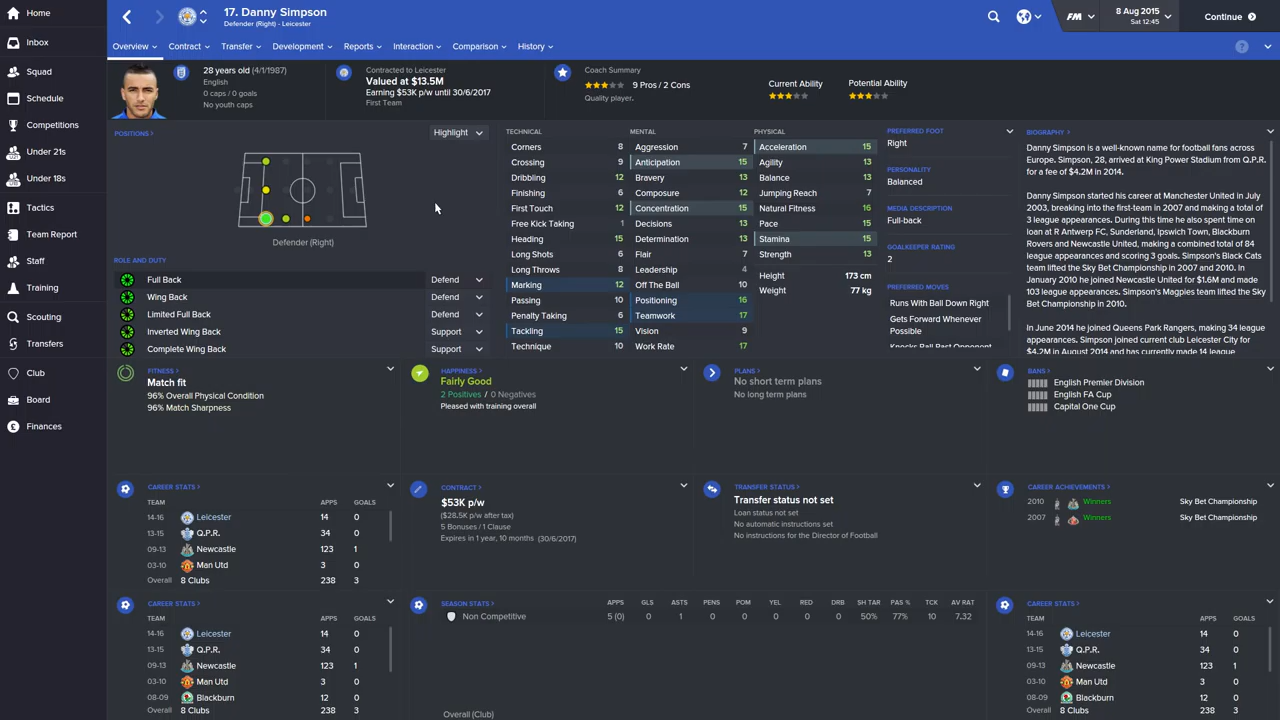 Home
Inbox
Squad
Schedule
Competitions
Under 21s
Under 18s
Tactics
Team Report
Staff
Training
Scouting
Transfers
Club
Board
Finances
17. Danny Simpson
Defender (Right) - Leicester
FM
8 Aug 2015
Sat 12:45
Continue
Overview
Contract
Transfer
Development
Reports
Interaction
Comparison
History
28 years old (4/1/1987)
English
0 caps / 0 goals
No youth caps
Contracted to Leicester
Valued at $13.5M
Earning $53K p/w until 30/6/2017
First Team
Coach Summary
9 Pros / 2 Cons
Quality player.
Current Ability
Potential Ability
POSITIONS
Highlight
Defender (Right)
ROLE AND DUTY
Full Back Defend
Wing Back Defend
Limited Full Back Defend
Inverted Wing Back Support
Complete Wing Back Support
TECHNICAL
Corners 8
Crossing 9
Dribbling 12
Finishing 6
First Touch 12
Free Kick Taking 1
Heading 15
Long Shots 6
Long Throws 8
Marking 12
Passing 10
Penalty Taking 6
Tackling 15
Technique 10
MENTAL
Aggression 7
Anticipation 15
Bravery 13
Composure 12
Concentration 15
Decisions 13
Determination 13
Flair 7
Leadership 4
Off The Ball 10
Positioning 16
Teamwork 17
Vision 9
Work Rate 17
PHYSICAL
Acceleration 15
Agility 13
Balance 13
Jumping Reach 7
Natural Fitness 16
Pace 15
Stamina 15
Strength 13
Height 173 cm
Weight 77 kg
PREFERRED FOOT
Right
PERSONALITY
Balanced
MEDIA DESCRIPTION
Full-back
GOALKEEPER RATING
2
PREFERRED MOVES
Runs With Ball Down Right
Gets Forward Whenever
Possible
Knocks Ball Past Opponent
BIOGRAPHY
Danny Simpson is a well-known name for football fans across
Europe. Simpson, 28, arrived at King Power Stadium from Q.P.R.
for a fee of $4.2M in 2014.
Danny Simpson started his career at Manchester United in July
2003, breaking into the first-team in 2007 and making a total of
3 league appearances. During this time he also spent time on
loan at R Antwerp FC, Sunderland, Ipswich Town, Blackburn
Rovers and Newcastle United, making a combined total of 84
league appearances and scoring 3 goals. Simpson's Black Cats
team lifted the Sky Bet Championship in 2007 and 2010. In
January 2010 he joined Newcastle for $1.6M and made
103 league appearances. Simpson's Magpies team lifted the Sky
Bet Championship in 2010.
In June 2014 he joined Queens Park Rangers, making 34 league
appearances. Simpson joined current club Leicester City for
$4.2M in August 2014 and has currently made 14 league
FITNESS
Match fit
96% Overall Physical Condition
96% Match Sharpness
HAPPINESS
Fairly Good
2 Positives / 0 Negatives
Pleased with training overall
PLANS
No short term plans
No long term plans
BANS
English Premier Division
English FA Cup
Capital One Cup
CAREER STATS
TEAM APPS GOALS
14-16 Leicester 14 0
13-15 Q.P.R. 34 0
09-13 Newcastle 123 1
03-10 Man Utd 3 0
Overall 8 Clubs 238 3
CONTRACT
$53K p/w
($28.5K p/w after tax)
5 Bonuses / 1 Clause
Expires in 1 year, 10 months (30/6/2017)
TRANSFER STATUS
Transfer status not set
Loan status not set
No automatic instructions set
No instructions for the Director of Football
CAREER ACHIEVEMENTS
2010 Winners Sky Bet Championship
2007 Winners Sky Bet Championship
CAREER STATS
TEAM APPS GOALS
14-16 Leicester 14 0
13-15 Q.P.R. 34 0
09-13 Newcastle 123 1
03-10 Man Utd 3 0
08-09 Blackburn 12 0
Overall 8 Clubs 238 3
SEASON STATS
APPS GLS ASTS PENS POM YEL RED DRB SH TAR PAS % TCK AV RAT
Non Competitive 5 (0) 0 1 0 0 0 0 0 50% 77% 10 7.32
Overall (Club)
CAREER STATS
TEAM APPS GOALS
14-16 Leicester 14 0
13-15 Q.P.R. 34 0
09-13 Newcastle 123 1
03-10 Man Utd 3 0
08-09 Blackburn 12 0
Overall 8 Clubs 238 3